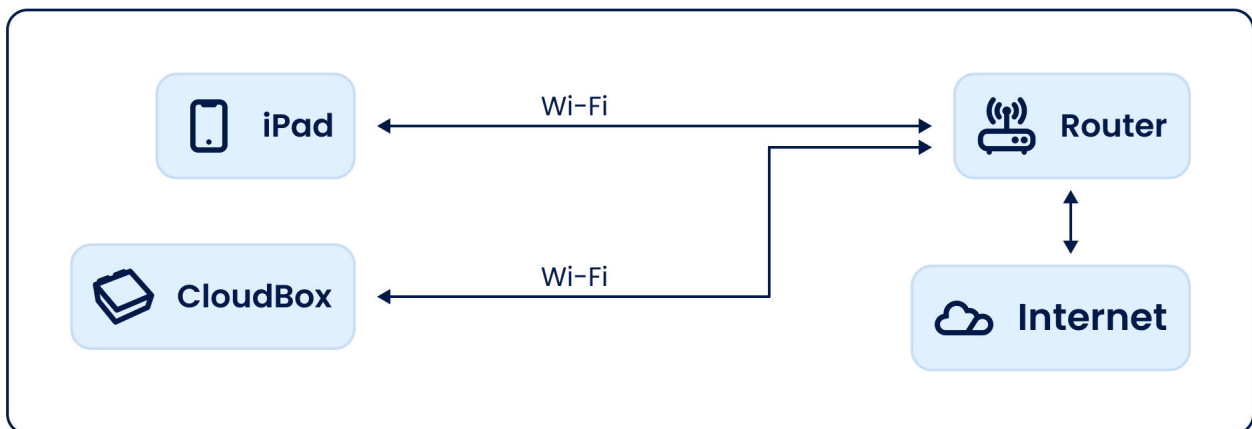 Wi-Fi
iPad
Router
Wi-Fi
CloudBox
Internet